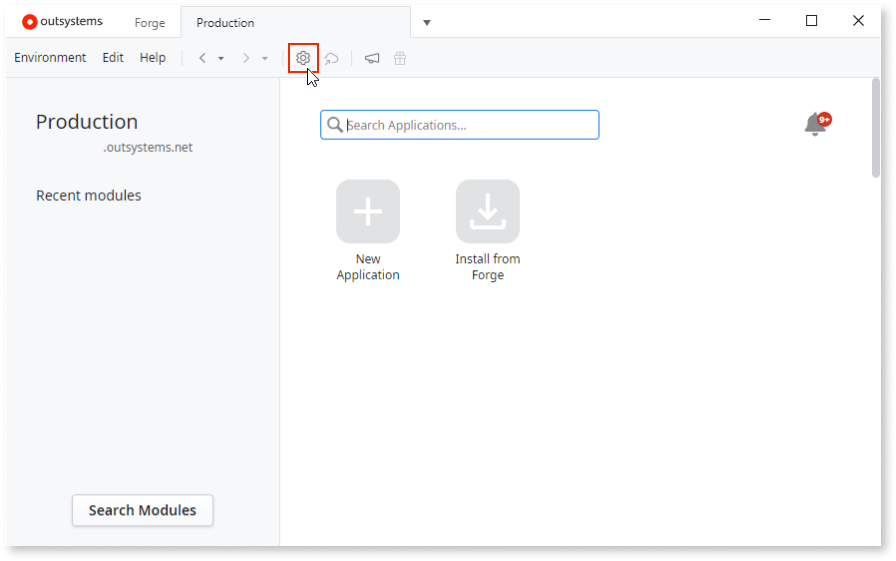 outsystems Forge Production
Environment Edit Help
Production
.outsystems.net
Recent modules
Search Applications...
9+
New
Application
Install from
Forge
Search Modules